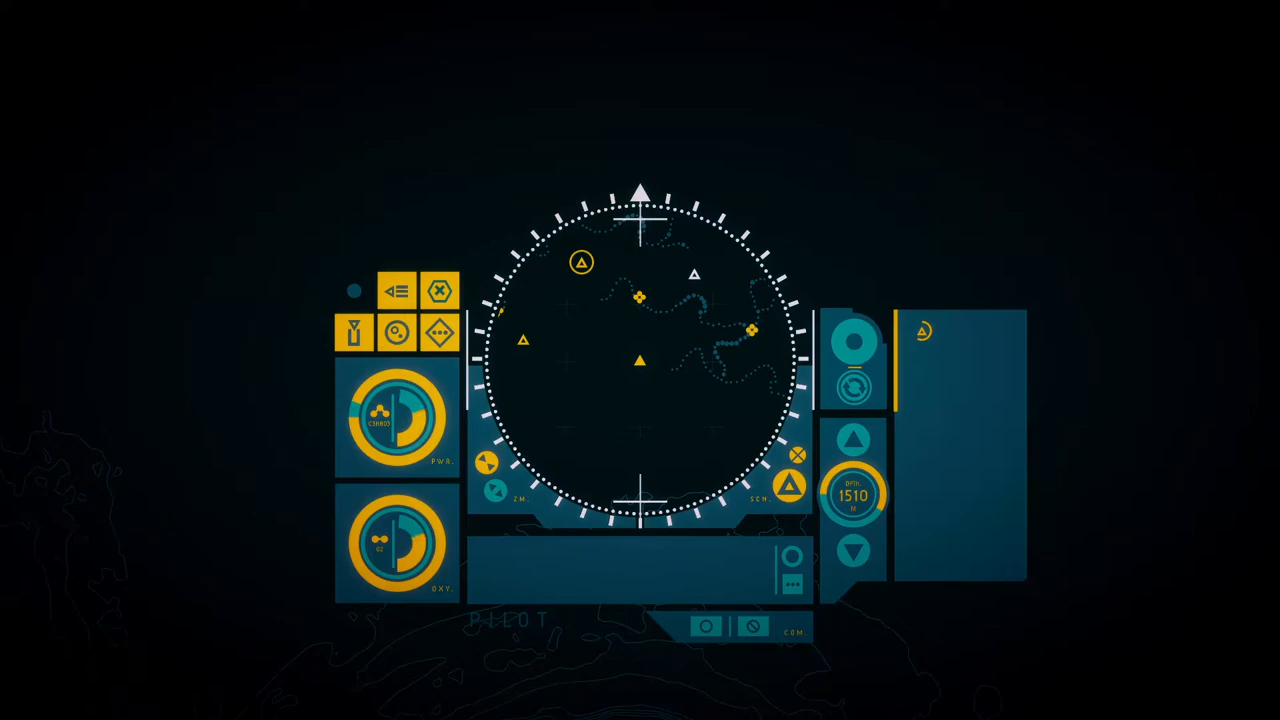 C3H8O3
PWR.
O2
OXY.
ZM.
SCN.
DPTH.
1510
M
PILOT
COM.